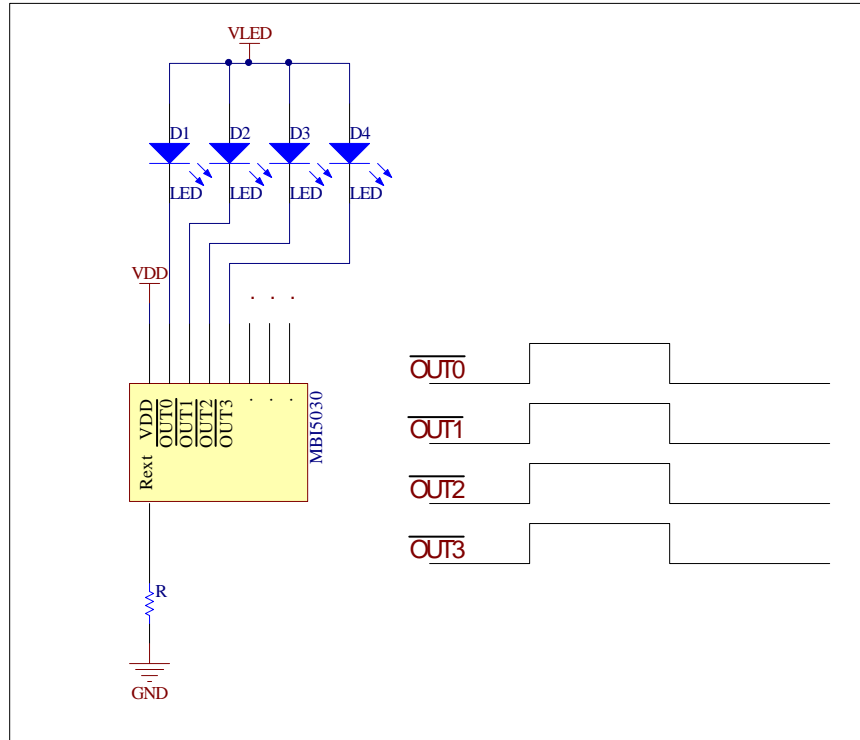 VLED
D1 D2 D3 D4
LED LED LED LED
VDD
. . .
VDD
OUT0
OUT1
OUT2
OUT3
. . .
Rext
MBI5030
R
GND
OUT0
OUT1
OUT2
OUT3